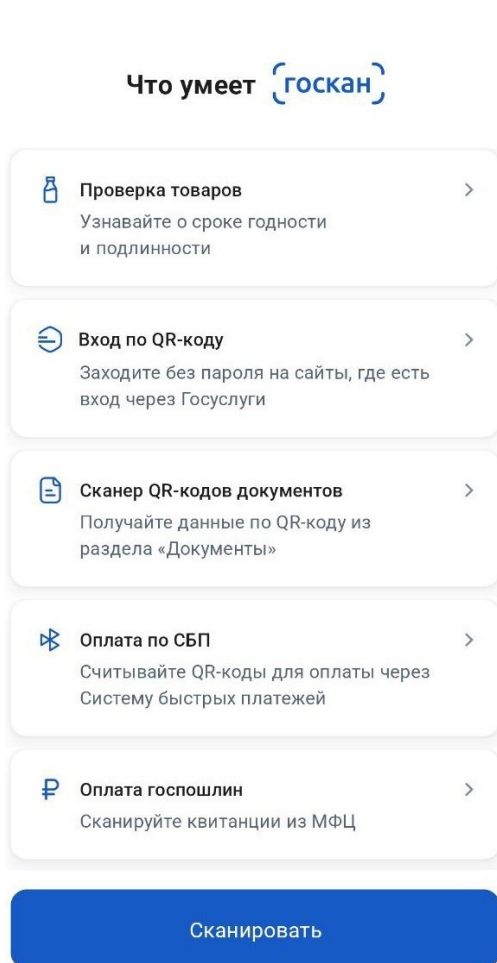 Что умеет госкан
Проверка товаров
Узнавайте о сроке годности
и подлинности
Вход по QR-коду
Заходите без пароля на сайты, где есть
вход через Госуслуги
Сканер QR-кодов документов
Получайте данные по QR-коду из
раздела «Документы»
Оплата по СБП
Считывайте QR-коды для оплаты через
Систему быстрых платежей
Оплата госпошлин
Сканируйте квитанции из МФЦ
Сканировать